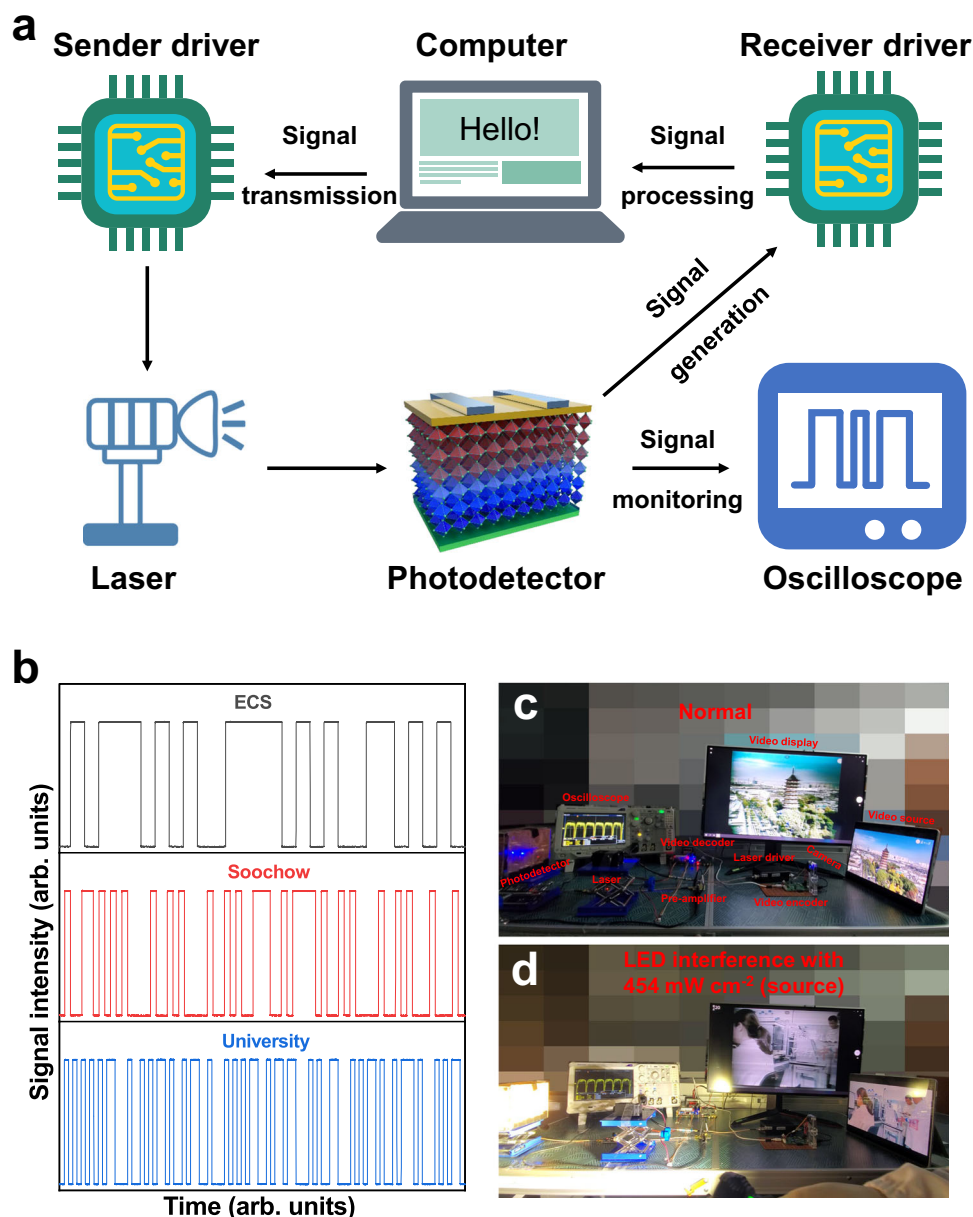 a
Sender driver
Computer
Receiver driver
Hello!
Signal
transmission
Signal
processing
Signal
generation
Signal
monitoring
Laser
Photodetector
Oscilloscope
b
Signal intensity (arb. units)
ECS
Soochow
University
Time (arb. units)
c
Normal
Video display
Oscilloscope
Video source
Video decoder
Laser driver
Camera
Photodetector
Laser
Pre-amplifier
Video encoder
d
LED interference with
454 mW cm⁻² (source)